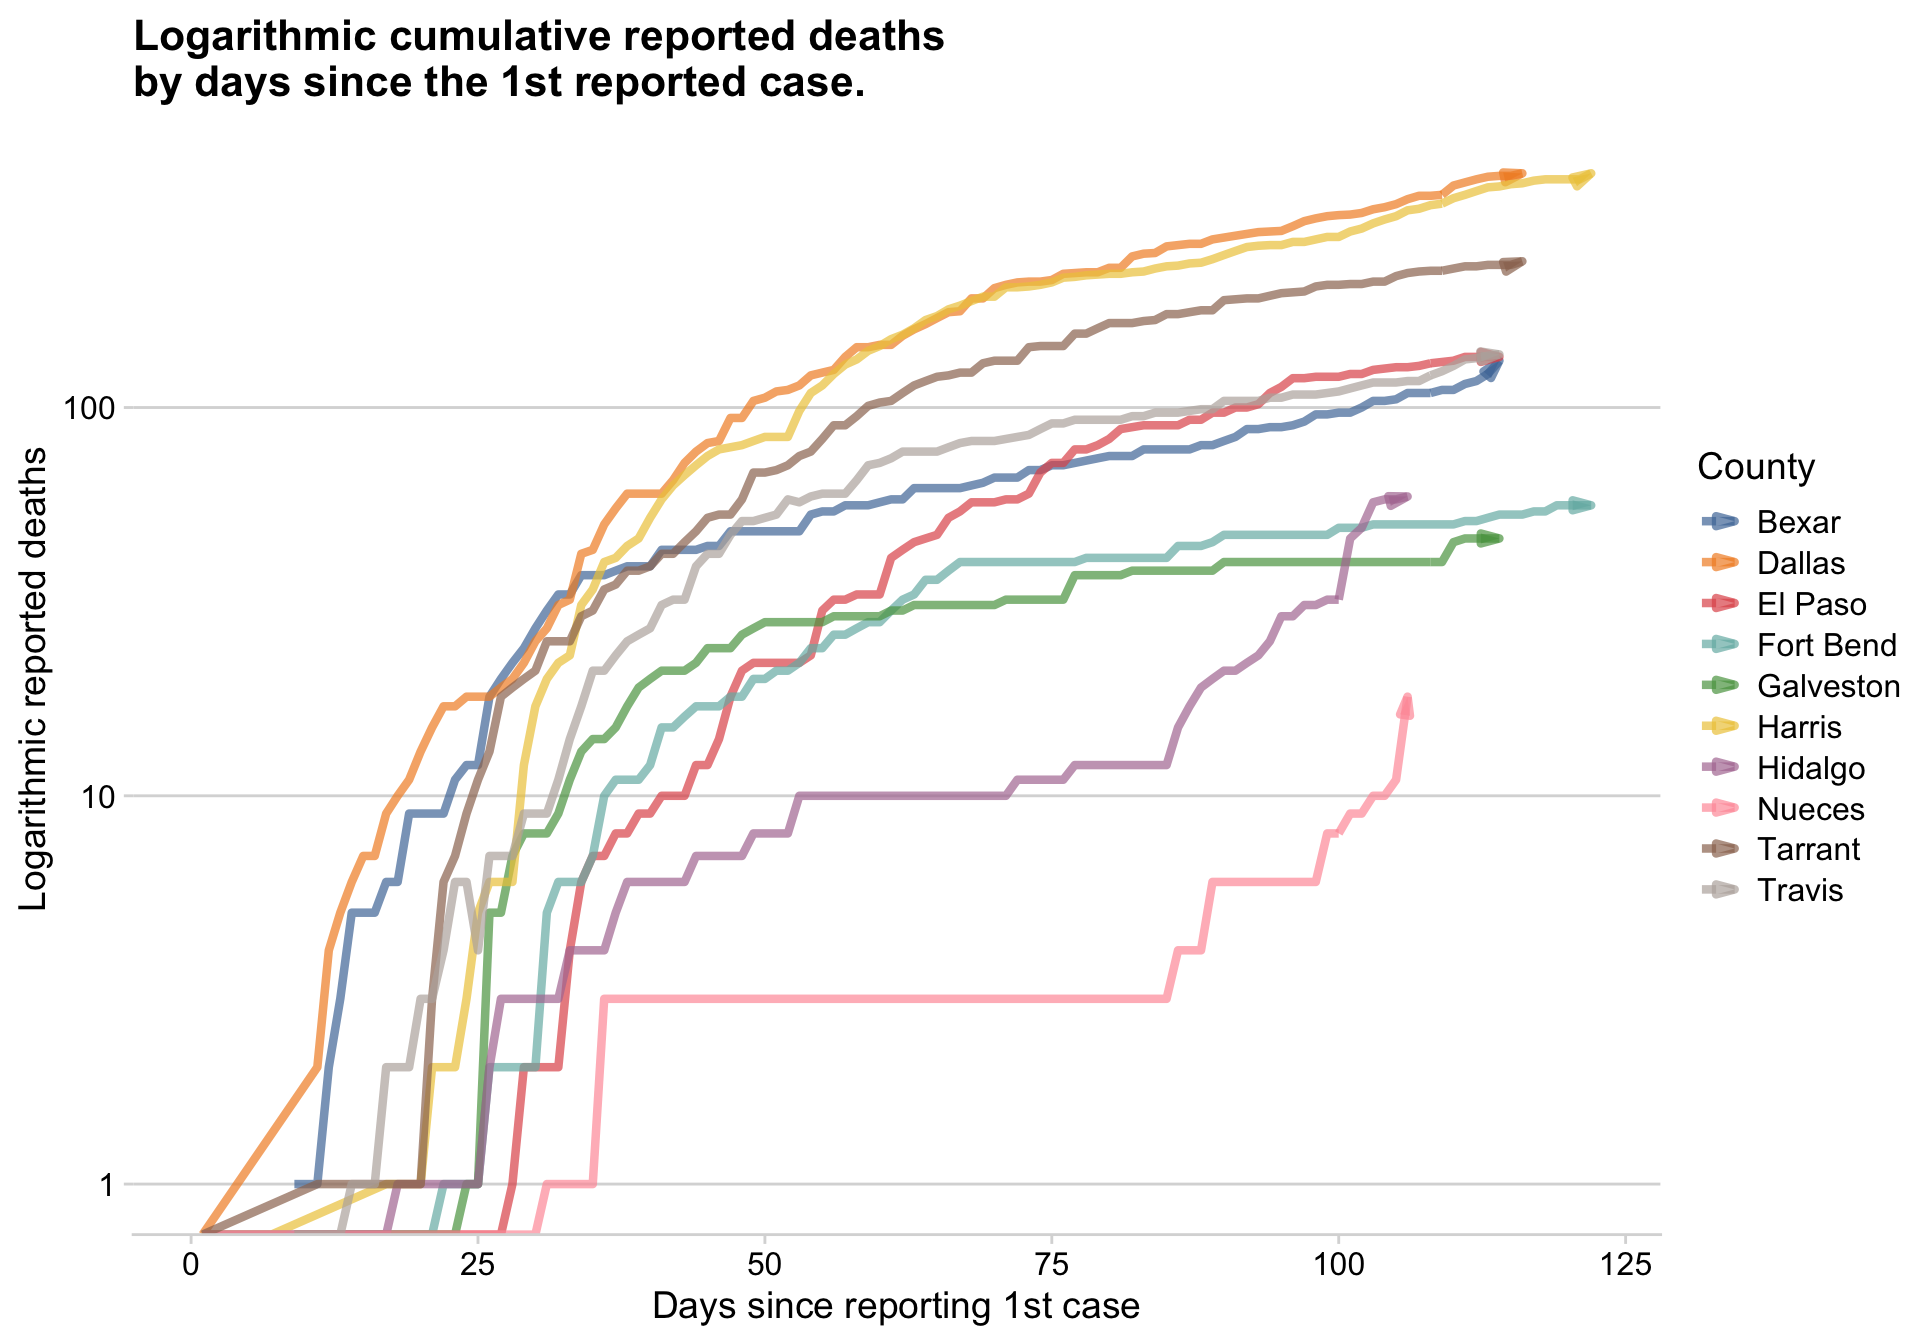 Logarithmic cumulative reported deaths
by days since the 1st reported case.
Logarithmic reported deaths
100
10
1
0
25
50
75
100
125
Days since reporting 1st case
County
Bexar
Dallas
El Paso
Fort Bend
Galveston
Harris
Hidalgo
Nueces
Tarrant
Travis